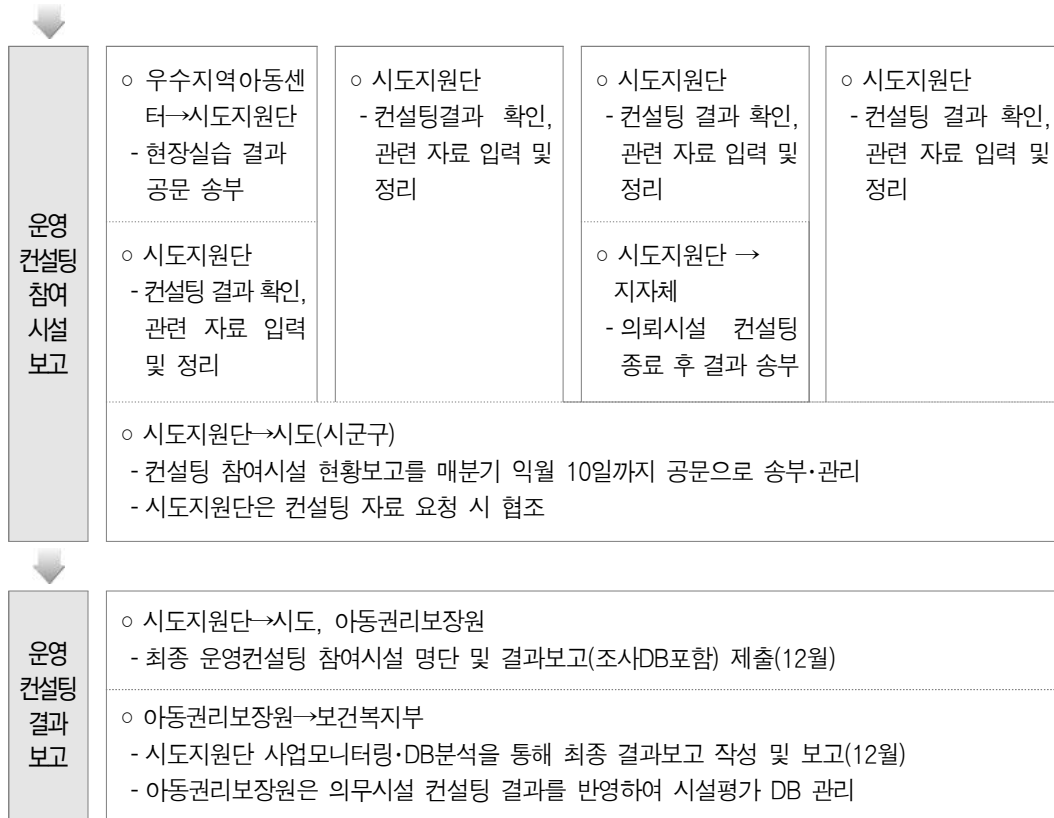 운영
컨설팅
참여
시설
보고
○ 우수지역아동센
터→시도지원단
- 현장실습 결과
공문 송부
○ 시도지원단
- 컨설팅 결과 확인,
관련 자료 입력
및 정리
○ 시도지원단
- 컨설팅결과 확인,
관련 자료 입력 및
정리
○ 시도지원단
- 컨설팅 결과 확인,
관련 자료 입력 및
정리
○ 시도지원단 →
지자체
- 의뢰시설 컨설팅
종료 후 결과 송부
○ 시도지원단
- 컨설팅 결과 확인,
관련 자료 입력 및
정리
○ 시도지원단→시도(시군구)
- 컨설팅 참여시설 현황보고를 매분기 익월 10일까지 공문으로 송부·관리
- 시도지원단은 컨설팅 자료 요청 시 협조
운영
컨설팅
결과
보고
○ 시도지원단→시도, 아동권리보장원
- 최종 운영컨설팅 참여시설 명단 및 결과보고(조사DB포함) 제출(12월)
○ 아동권리보장원→보건복지부
- 시도지원단 사업모니터링·DB분석을 통해 최종 결과보고 작성 및 보고(12월)
- 아동권리보장원은 의무시설 컨설팅 결과를 반영하여 시설평가 DB 관리